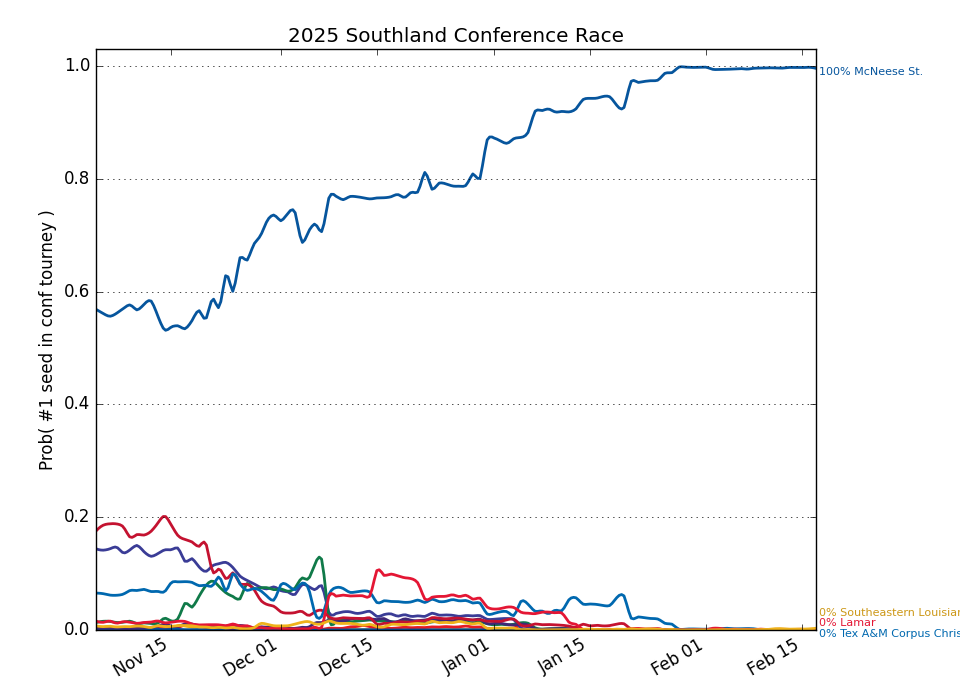 2025 Southland Conference Race
Prob( #1 seed in conf tourney )
1.0
0.8
0.6
0.4
0.2
0.0
Nov 15
Dec 01
Dec 15
Jan 01
Jan 15
Feb 01
Feb 15
100% McNeese St.
0% Southeastern Louisian
0% Lamar
0% Tex A&M Corpus Chris